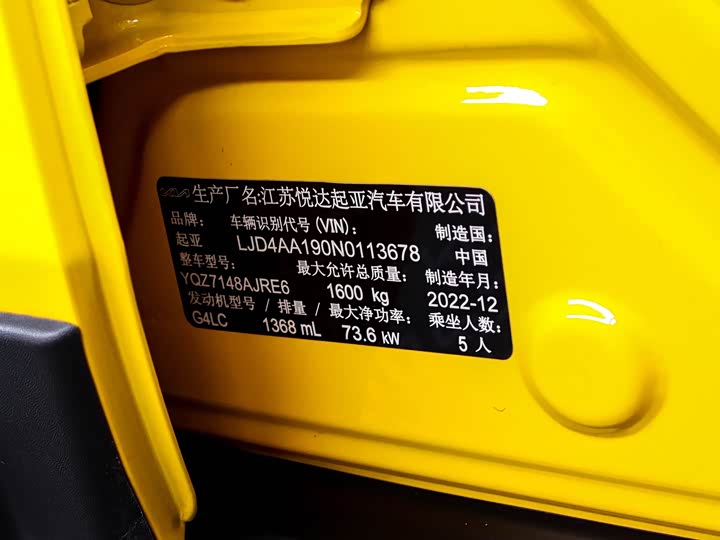 生产厂名:江苏悦达起亚汽车有限公司
品牌: 车辆识别代号(VIN): 制造国:
起亚 LJD4AA190N0113678 中国
整车型号: 最大允许总质量: 制造年月:
YQZ7148AJRE6 1600 kg 2022-12
发动机型号 / 排量 / 最大净功率: 乘坐人数:
G4LC 1368 mL 73.6 kW 5 人